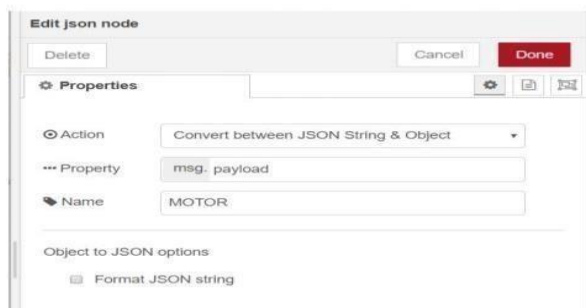 Edit json node
Delete Cancel Done
Properties
Action Convert between JSON String & Object
Property msg. payload
Name MOTOR
Object to JSON options
Format JSON string